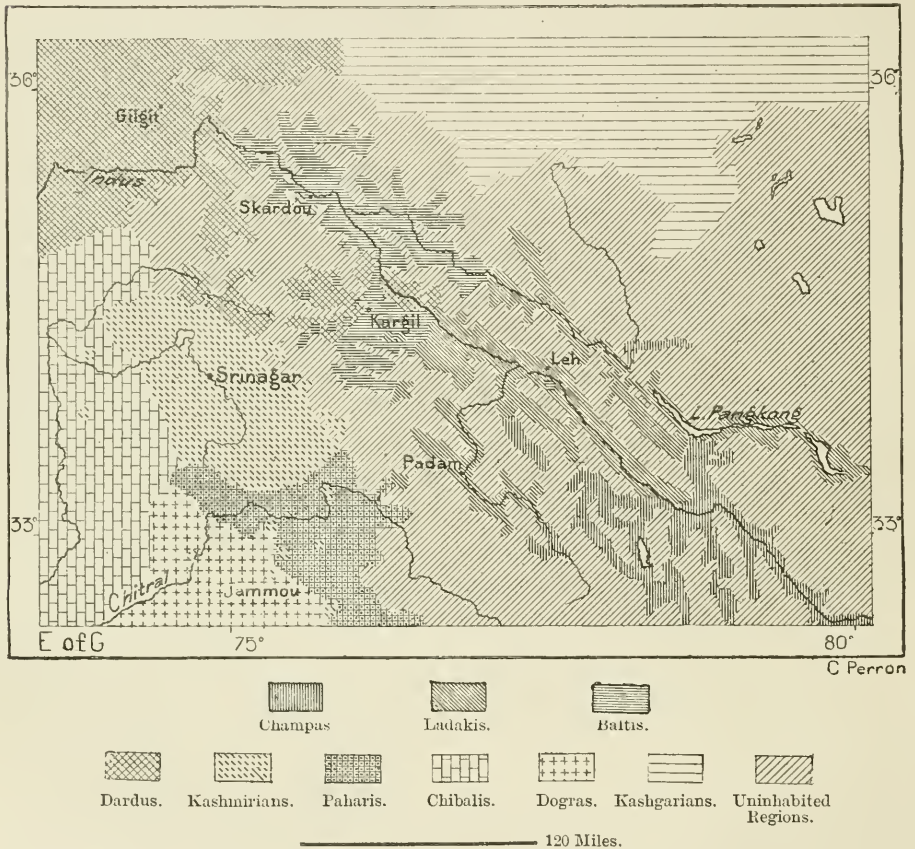 36°
36°
Gilgit
Indus
Skardou
Kargil
Srinagar
Leh
L. Pangkong
Padam
33°
33°
Chitral
Jammou
E of G
75°
80°
C Perron
Champas
Ladakis.
Baltis.
Dardus.
Kashmirians.
Paharis.
Chibalis.
Dogras.
Kashgarians.
Uninhabited
Regions.
120 Miles.